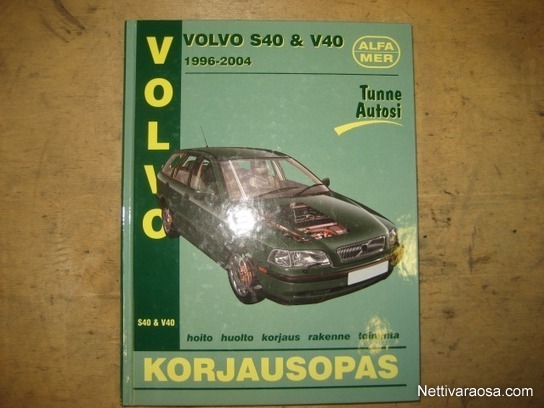 VOLVO
VOLVO S40 & V40
1996-2004
ALFA
MER
Tunne
Autosi
S40 & V40
hoito huolto korjaus rakenne toiminta
KORJAUSOPAS
Nettivaraosa.com